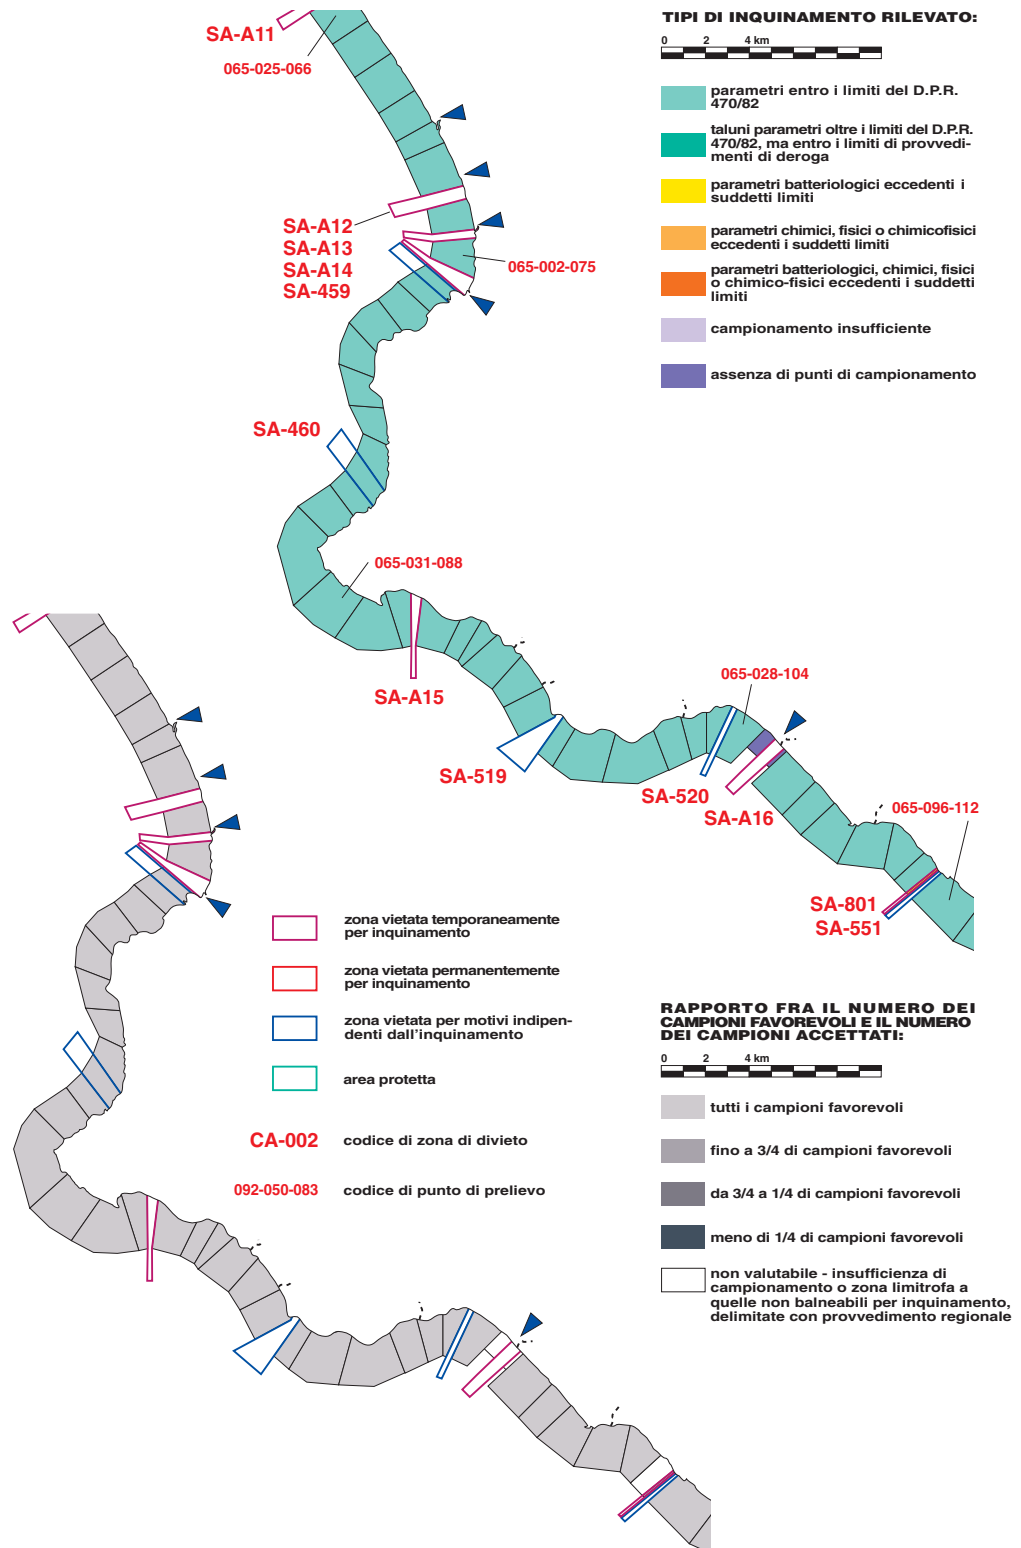 SA-A11
065-025-066
SA-A12
SA-A13
SA-A14
SA-459
065-002-075
SA-460
065-031-088
SA-A15
SA-519
065-028-104
SA-520
SA-A16
065-096-112
SA-801
SA-551
TIPI DI INQUINAMENTO RILEVATO:
0 2 4 km
parametri entro i limiti del D.P.R.
470/82
taluni parametri oltre i limiti del D.P.R.
470/82, ma entro i limiti di provvedi-
menti di deroga
parametri batteriologici eccedenti i
suddetti limiti
parametri chimici, fisici o chimicofisici
eccedenti i suddetti limiti
parametri batteriologici, chimici, fisici
o chimico-fisici eccedenti i suddetti
limiti
campionamento insufficiente
assenza di punti di campionamento
zona vietata temporaneamente
per inquinamento
zona vietata permanentemente
per inquinamento
zona vietata per motivi indipen-
denti dall'inquinamento
area protetta
CA-002 codice di zona di divieto
092-050-083 codice di punto di prelievo
RAPPORTO FRA IL NUMERO DEI
CAMPIONI FAVOREVOLI E IL NUMERO
DEI CAMPIONI ACCETTATI:
0 2 4 km
tutti i campioni favorevoli
fino a 3/4 di campioni favorevoli
da 3/4 a 1/4 di campioni favorevoli
meno di 1/4 di campioni favorevoli
non valutabile - insufficienza di
campionamento o zona limitrofa a
quelle non balneabili per inquinamento,
delimitate con provvedimento regionale